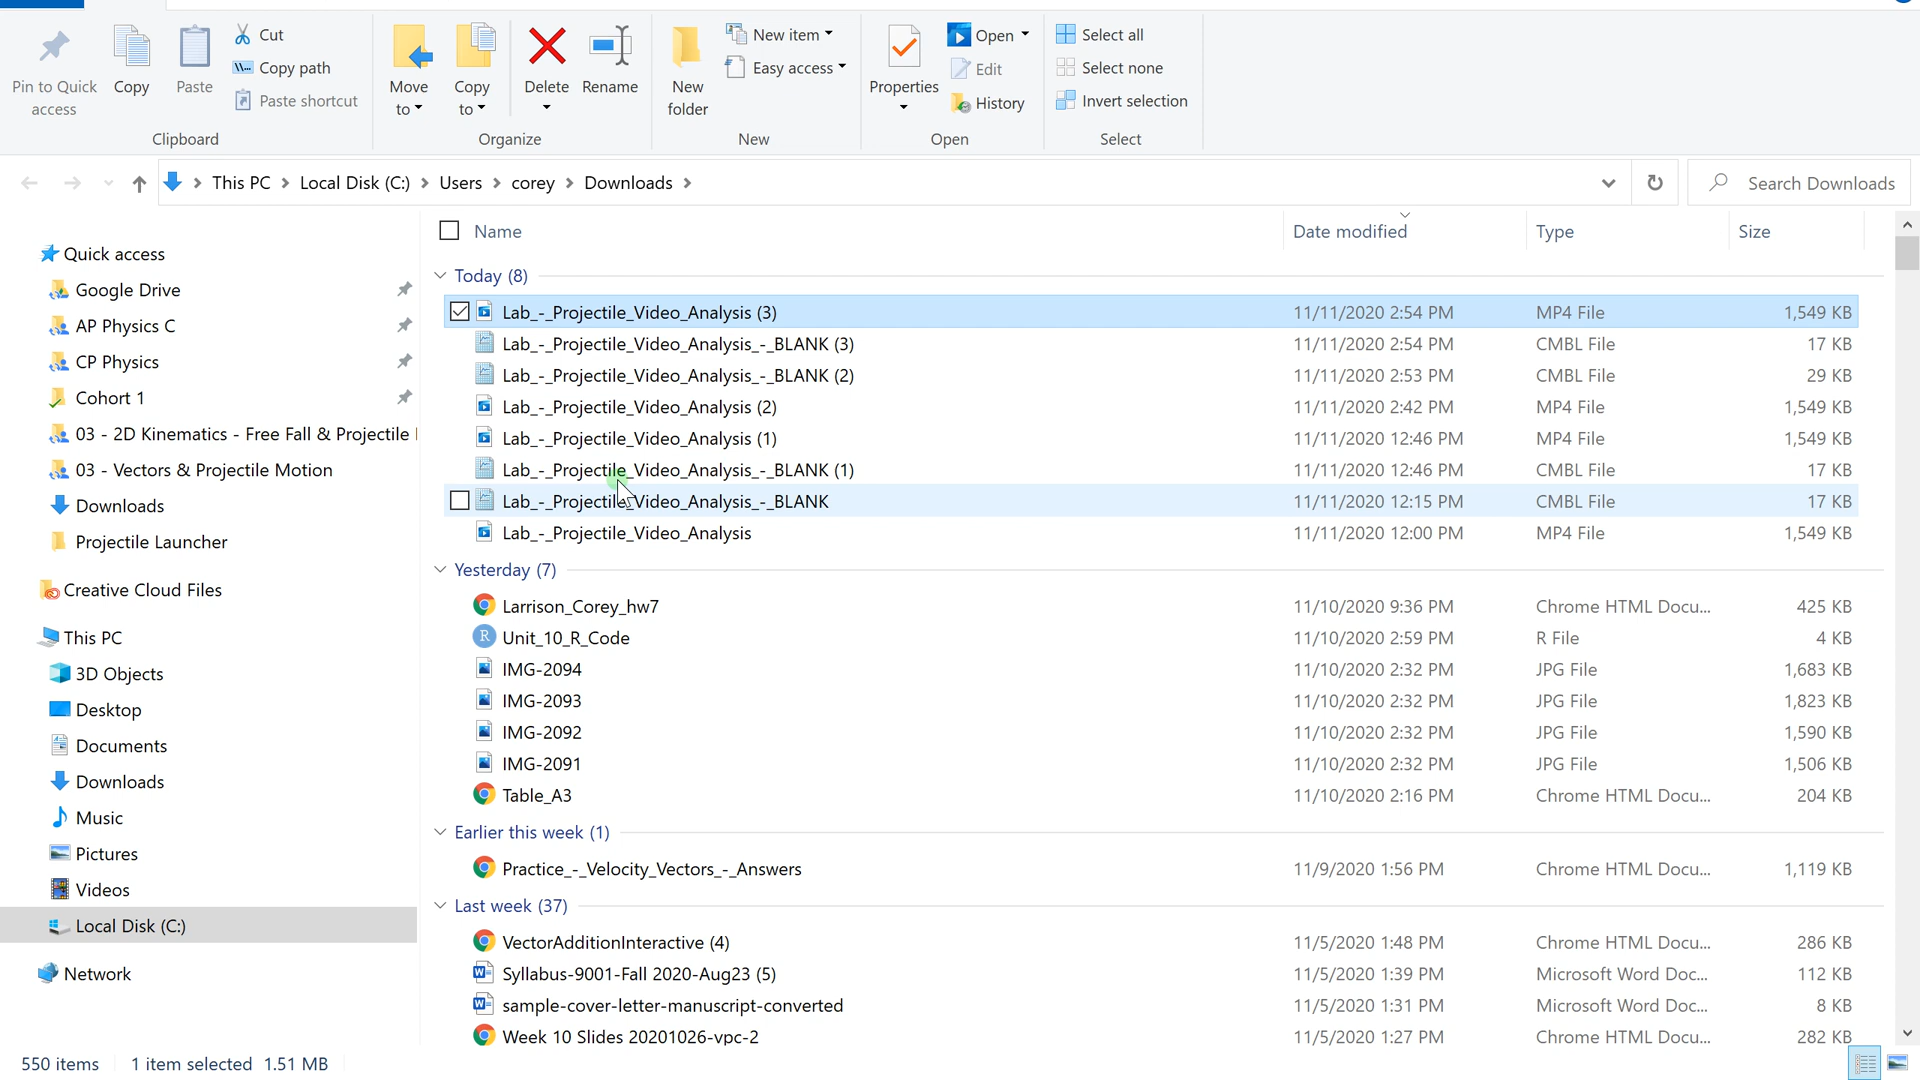 Pin to Quick access
Copy
Paste
Cut
Copy path
Paste shortcut
Clipboard
Move to
Copy to
Delete
Rename
Organize
New folder
New item
Easy access
New
Properties
Open
Edit
History
Open
Select all
Select none
Invert selection
Select
This PC > Local Disk (C:) > Users > corey > Downloads >
Search Downloads
Name Date modified Type Size
Quick access
Google Drive
AP Physics C
CP Physics
Cohort 1
03 - 2D Kinematics - Free Fall & Projectile
03 - Vectors & Projectile Motion
Downloads
Projectile Launcher
Creative Cloud Files
This PC
3D Objects
Desktop
Documents
Downloads
Music
Pictures
Videos
Local Disk (C:)
Network
Today (8)
Lab_-_Projectile_Video_Analysis (3) 11/11/2020 2:54 PM MP4 File 1,549 KB
Lab_-_Projectile_Video_Analysis_-_BLANK (3) 11/11/2020 2:54 PM CMBL File 17 KB
Lab_-_Projectile_Video_Analysis_-_BLANK (2) 11/11/2020 2:53 PM CMBL File 29 KB
Lab_-_Projectile_Video_Analysis (2) 11/11/2020 2:42 PM MP4 File 1,549 KB
Lab_-_Projectile_Video_Analysis (1) 11/11/2020 12:46 PM MP4 File 1,549 KB
Lab_-_Projectile_Video_Analysis_-_BLANK (1) 11/11/2020 12:46 PM CMBL File 17 KB
Lab_-_Projectile_Video_Analysis_-_BLANK 11/11/2020 12:15 PM CMBL File 17 KB
Lab_-_Projectile_Video_Analysis 11/11/2020 12:00 PM MP4 File 1,549 KB
Yesterday (7)
Larrison_Corey_hw7 11/10/2020 9:36 PM Chrome HTML Docu... 425 KB
Unit_10_R_Code 11/10/2020 2:59 PM R File 4 KB
IMG-2094 11/10/2020 2:32 PM JPG File 1,683 KB
IMG-2093 11/10/2020 2:32 PM JPG File 1,823 KB
IMG-2092 11/10/2020 2:32 PM JPG File 1,590 KB
IMG-2091 11/10/2020 2:32 PM JPG File 1,506 KB
Table_A3 11/10/2020 2:16 PM Chrome HTML Docu... 204 KB
Earlier this week (1)
Practice_-_Velocity_Vectors_-_Answers 11/9/2020 1:56 PM Chrome HTML Docu... 1,119 KB
Last week (37)
VectorAdditionInteractive (4) 11/5/2020 1:48 PM Chrome HTML Docu... 286 KB
Syllabus-9001-Fall 2020-Aug23 (5) 11/5/2020 1:39 PM Microsoft Word Doc... 112 KB
sample-cover-letter-manuscript-converted 11/5/2020 1:31 PM Microsoft Word Doc... 8 KB
Week 10 Slides 20201026-vpc-2 11/5/2020 1:27 PM Chrome HTML Docu... 282 KB
550 items 1 item selected 1.51 MB